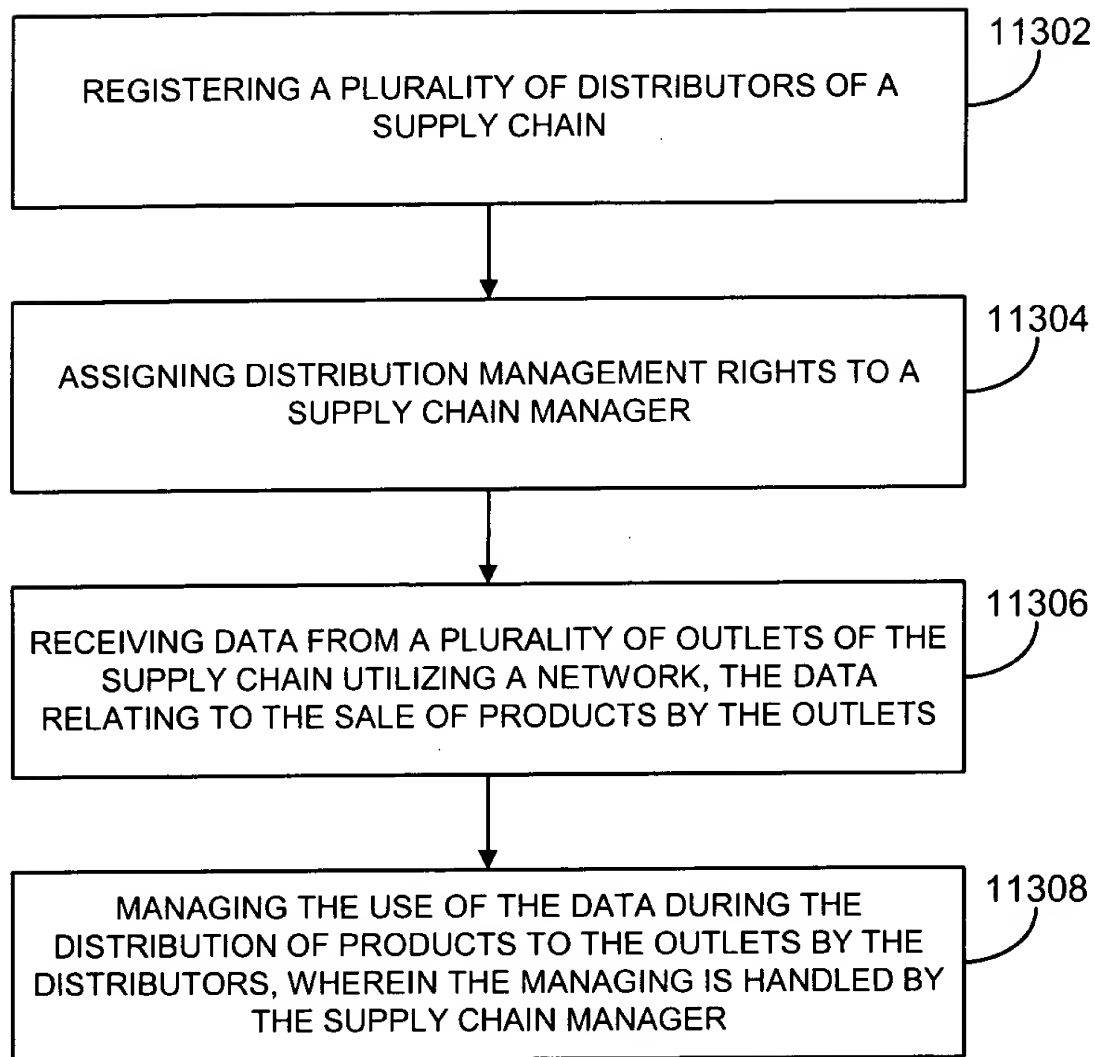 11302
REGISTERING A PLURALITY OF DISTRIBUTORS OF A
SUPPLY CHAIN
11304
ASSIGNING DISTRIBUTION MANAGEMENT RIGHTS TO A
SUPPLY CHAIN MANAGER
11306
RECEIVING DATA FROM A PLURALITY OF OUTLETS OF THE
SUPPLY CHAIN UTILIZING A NETWORK, THE DATA
RELATING TO THE SALE OF PRODUCTS BY THE OUTLETS
11308
MANAGING THE USE OF THE DATA DURING THE
DISTRIBUTION OF PRODUCTS TO THE OUTLETS BY THE
DISTRIBUTORS, WHEREIN THE MANAGING IS HANDLED BY
THE SUPPLY CHAIN MANAGER